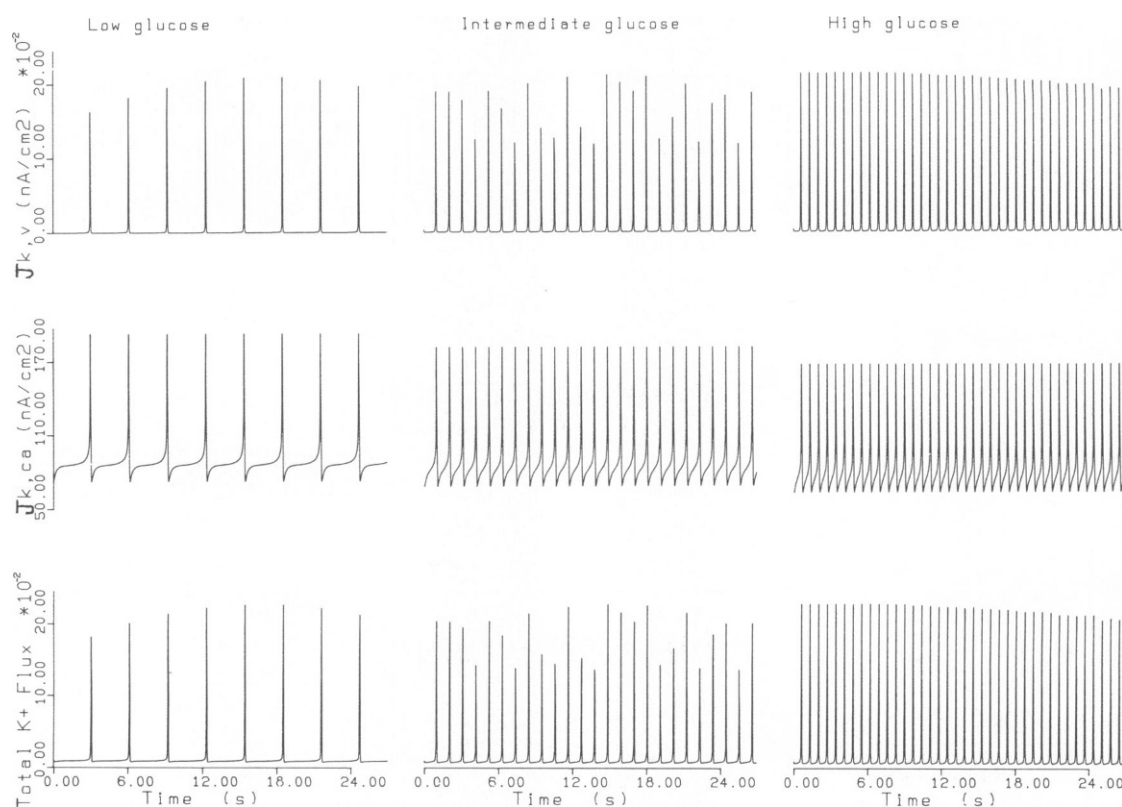 Low glucose Intermediate glucose High glucose
Jk,v (nA/cm2) *10-2
20.00
10.00
0.00
Jk,ca (nA/cm2)
170.00
110.00
50.00
Total K+ Flux *10-2
20.00
10.00
0.00
0.00 6.00 12.00 18.00 24.00 0.00 6.00 12.00 18.00 24.00 0.00 6.00 12.00 18.00 24.00
Time (s) Time (s) Time (s)